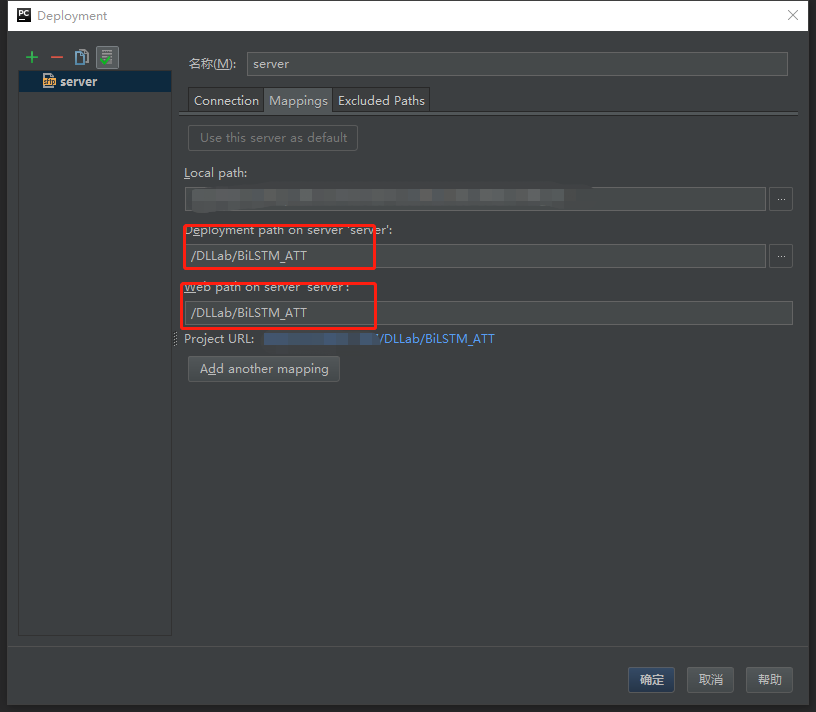 PC Deployment
名称(M): server
server
Connection Mappings Excluded Paths
Use this server as default
Local path:
...
Deployment path on server 'server':
/DLLab/BiLSTM_ATT ...
Web path on server 'server':
/DLLab/BiLSTM_ATT
Project URL: /DLLab/BiLSTM_ATT
Add another mapping
确定 取消 帮助